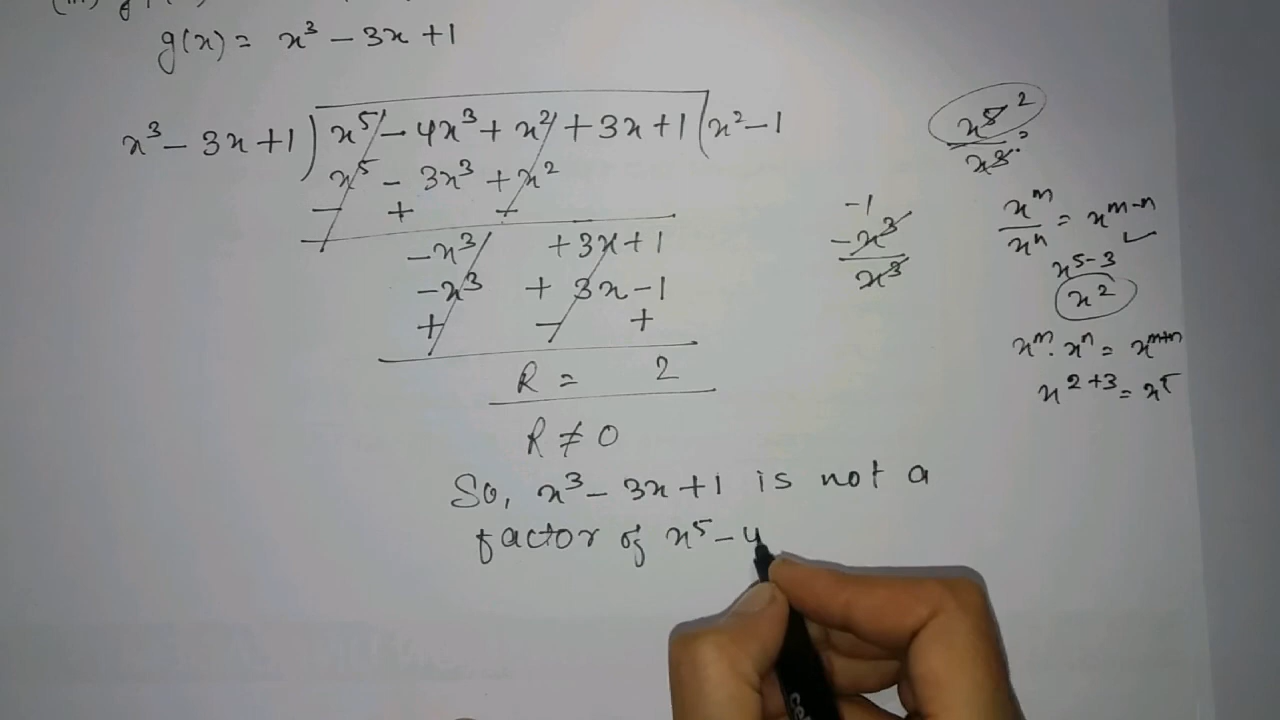 g(x) = x³ - 3x + 1
x³ - 3x + 1 ) x⁵ - 4x³ + x² + 3x + 1 ( x² - 1
x⁵ - 3x³ + x²
- + -
-x³ + 3x + 1
-x³ + 3x - 1
+ - +
R = 2
R ≠ 0
So, x³ - 3x + 1 is not a
factor of x⁵ - 4
-1
-x³
x³
x⁵ 2
x³
xᵐ/xⁿ = xᵐ⁻ⁿ
x⁵⁻³
x²
xᵐ · xⁿ = xᵐ⁺ⁿ
x²⁺³ = x⁵